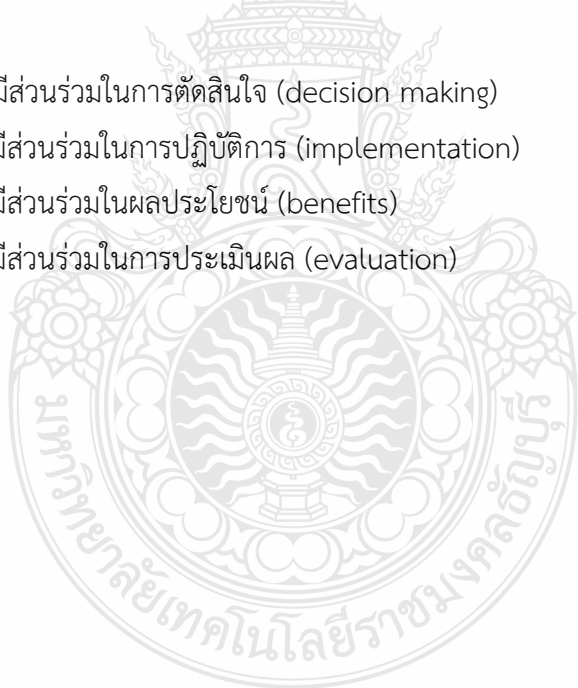 มีส่วนร่วมในการตัดสินใจ (decision making)
มีส่วนร่วมในการปฏิบัติการ (implementation)
มีส่วนร่วมในผลประโยชน์ (benefits)
มีส่วนร่วมในการประเมินผล (evaluation)
มหาวิทยาลัยเทคโนโลยีราชมงคลธัญบุรี